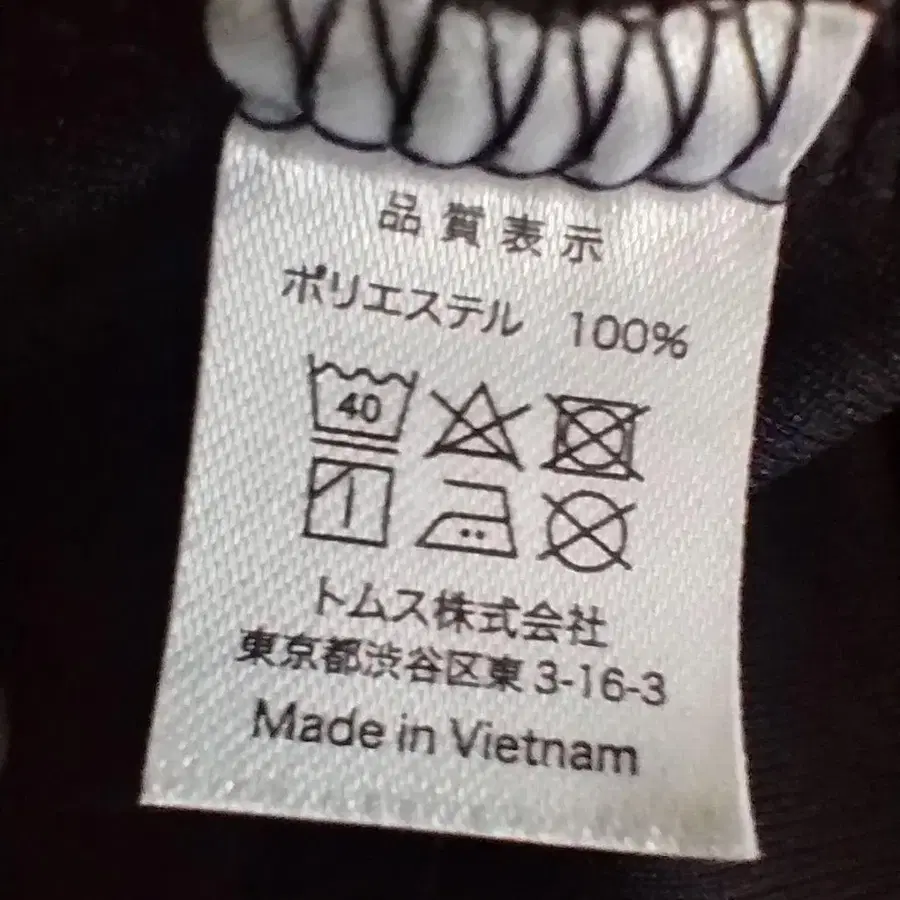 品質表示
ポリエステル 100%
40
トムス株式会社
東京都渋谷区東3-16-3
Made in Vietnam